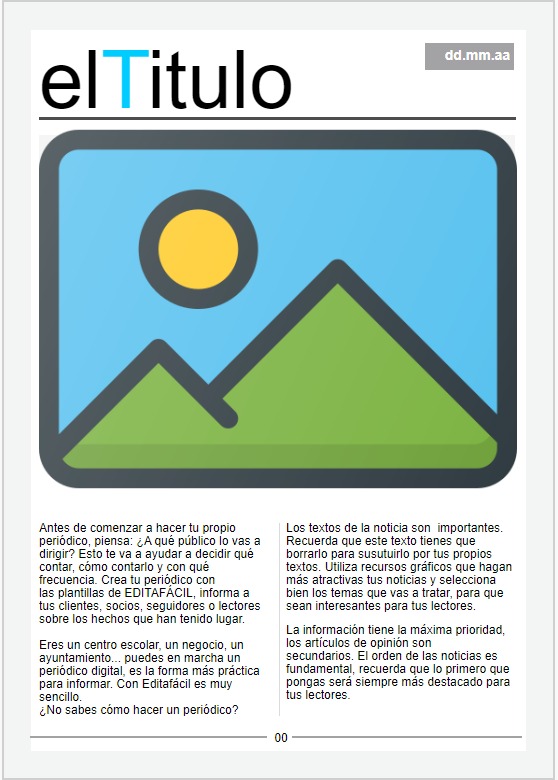 elTitulo
dd.mm.aa
Antes de comenzar a hacer tu propio
periódico, piensa: ¿A qué público lo vas a
dirigir? Esto te va a ayudar a decidir qué
contar, cómo contarlo y con qué
frecuencia. Crea tu periódico con
las plantillas de EDITAFÁCIL, informa a
tus clientes, socios, seguidores o lectores
sobre los hechos que han tenido lugar.
Eres un centro escolar, un negocio, un
ayuntamiento... puedes en marcha un
periódico digital, es la forma más práctica
para informar. Con Editafácil es muy
sencillo.
¿No sabes cómo hacer un periódico?
Los textos de la noticia son  importantes.
Recuerda que este texto tienes que
borrarlo para susutuirlo por tus propios
textos. Utiliza recursos gráficos que hagan
más atractivas tus noticias y selecciona
bien los temas que vas a tratar, para que
sean interesantes para tus lectores.
La información tiene la máxima prioridad,
los artículos de opinión son
secundarios. El orden de las noticias es
fundamental, recuerda que lo primero que
pongas será siempre más destacado para
tus lectores.
00